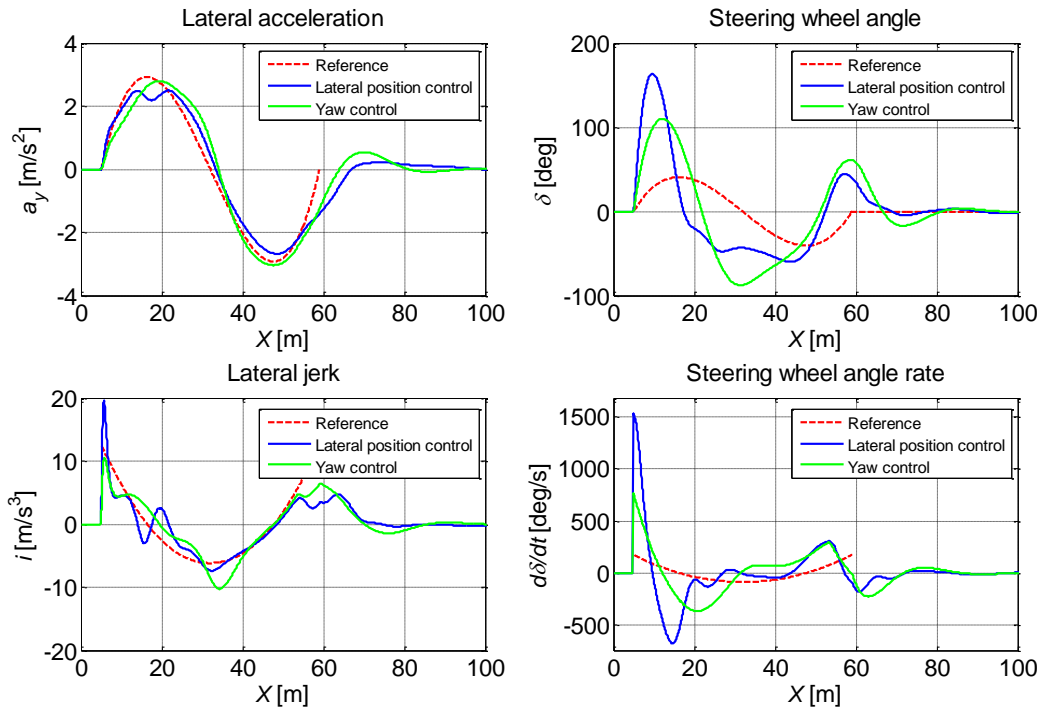 Lateral acceleration
4
2
0
-2
-4
a_y [m/s²]
Reference
Lateral position control
Yaw control
0 20 40 60 80 100
X [m]
Steering wheel angle
200
100
0
-100
δ [deg]
Reference
Lateral position control
Yaw control
0 20 40 60 80 100
X [m]
Lateral jerk
20
10
0
-10
-20
i [m/s³]
Reference
Lateral position control
Yaw control
0 20 40 60 80 100
X [m]
Steering wheel angle rate
1500
1000
500
0
-500
dδ/dt [deg/s]
Reference
Lateral position control
Yaw control
0 20 40 60 80 100
X [m]